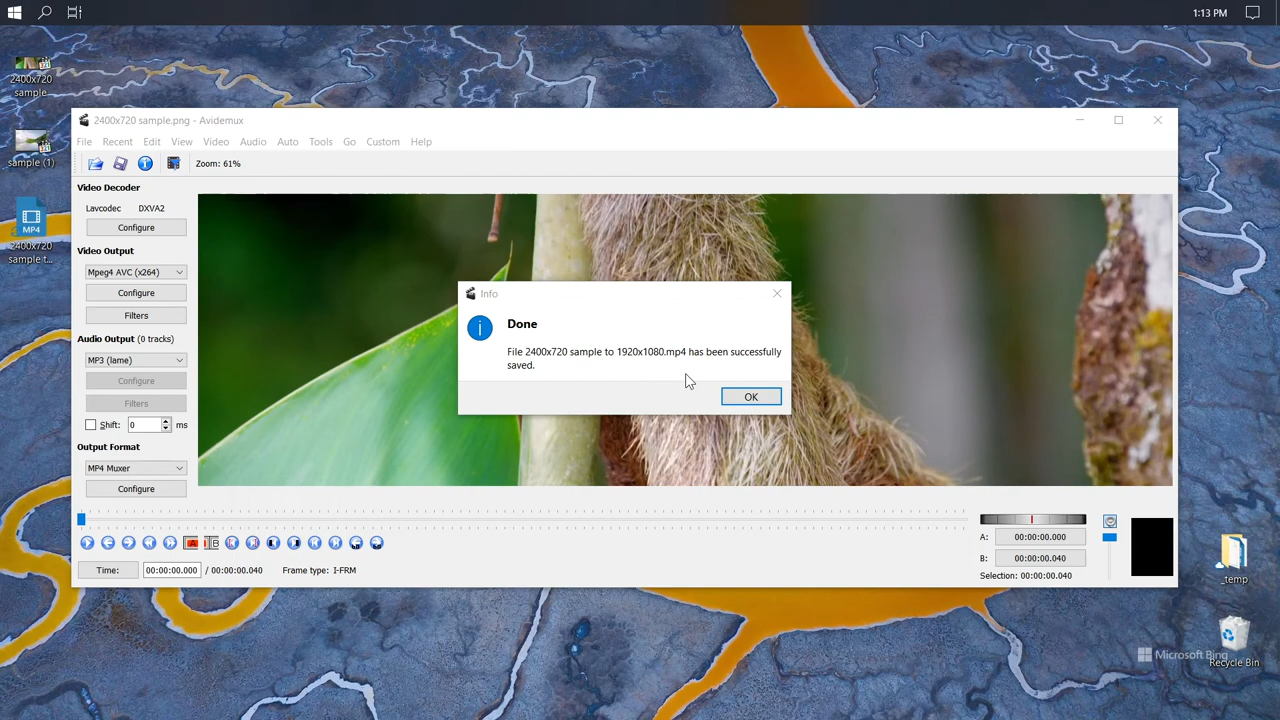 1:13 PM
2400x720
sample
sample (1)
MP4
2400x720
sample t...
2400x720 sample.png - Avidemux
File Recent Edit View Video Audio Auto Tools Go Custom Help
Zoom: 61%
Video Decoder
Lavcodec DXVA2
Configure
Video Output
Mpeg4 AVC (x264)
Configure
Filters
Audio Output (0 tracks)
MP3 (lame)
Configure
Filters
Shift: 0 ms
Output Format
MP4 Muxer
Configure
Info
Done
File 2400x720 sample to 1920x1080.mp4 has been successfully
saved.
OK
A
B
A: 00:00:00.000
B: 00:00:00.040
Selection: 00:00:00.040
Time: 00:00:00.000 / 00:00:00.040 Frame type: I-FRM
_temp
Microsoft Bing
Recycle Bin